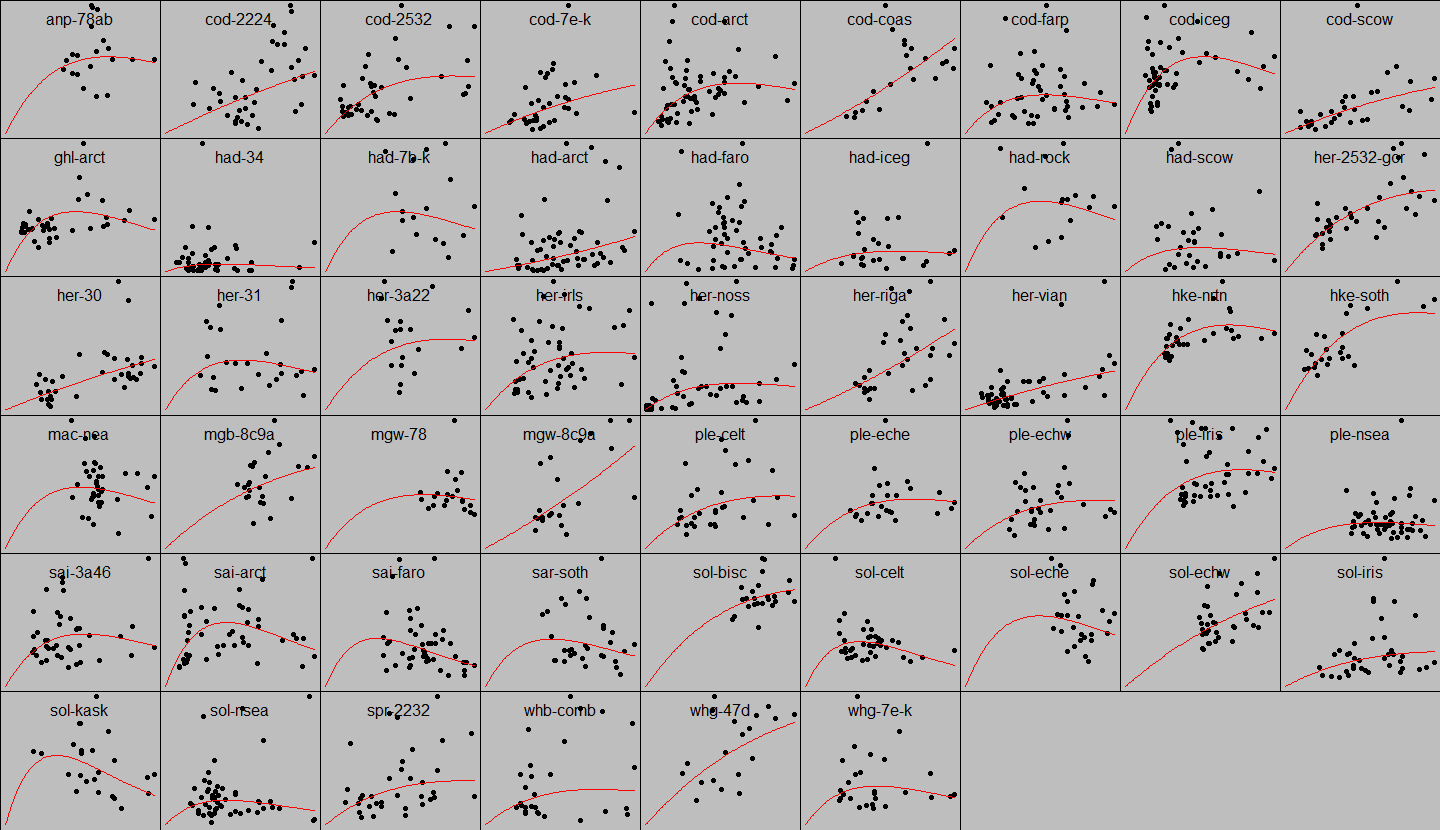 anp-78ab cod-2224 cod-2532 cod-7e-k cod-arct cod-coas cod-farp cod-iceg cod-scow
ghl-arct had-34 had-7b-k had-arct had-faro had-iceg had-rock had-scow her-2532-gor
her-30 her-31 her-3a22 her-irls her-noss her-riga her-vian hke-nrtn hke-soth
mac-nea mgb-8c9a mgw-78 mgw-8c9a ple-celt ple-eche ple-echw ple-iris ple-nsea
sai-3a46 sai-arct sai-faro sar-soth sol-bisc sol-celt sol-eche sol-echw sol-iris
sol-kask sol-nsea spr-2232 whb-comb whg-47d whg-7e-k